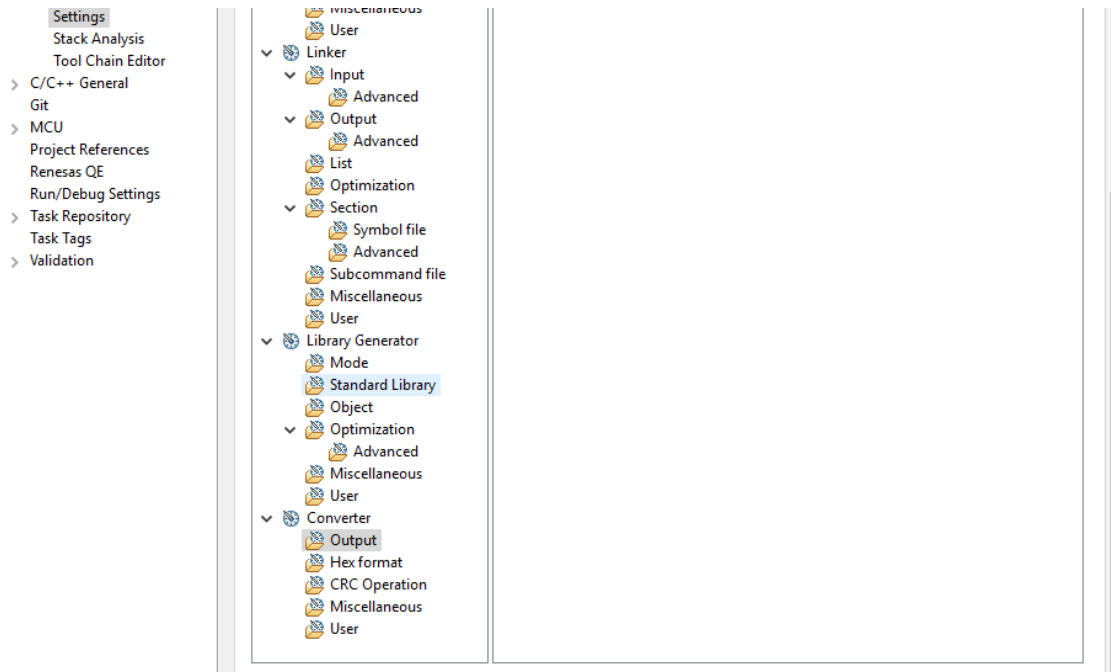 Settings
Stack Analysis
Tool Chain Editor
C/C++ General
Git
MCU
Project References
Renesas QE
Run/Debug Settings
Task Repository
Task Tags
Validation
Miscellaneous
User
Linker
Input
Advanced
Output
Advanced
List
Optimization
Section
Symbol file
Advanced
Subcommand file
Miscellaneous
User
Library Generator
Mode
Standard Library
Object
Optimization
Advanced
Miscellaneous
User
Converter
Output
Hex format
CRC Operation
Miscellaneous
User